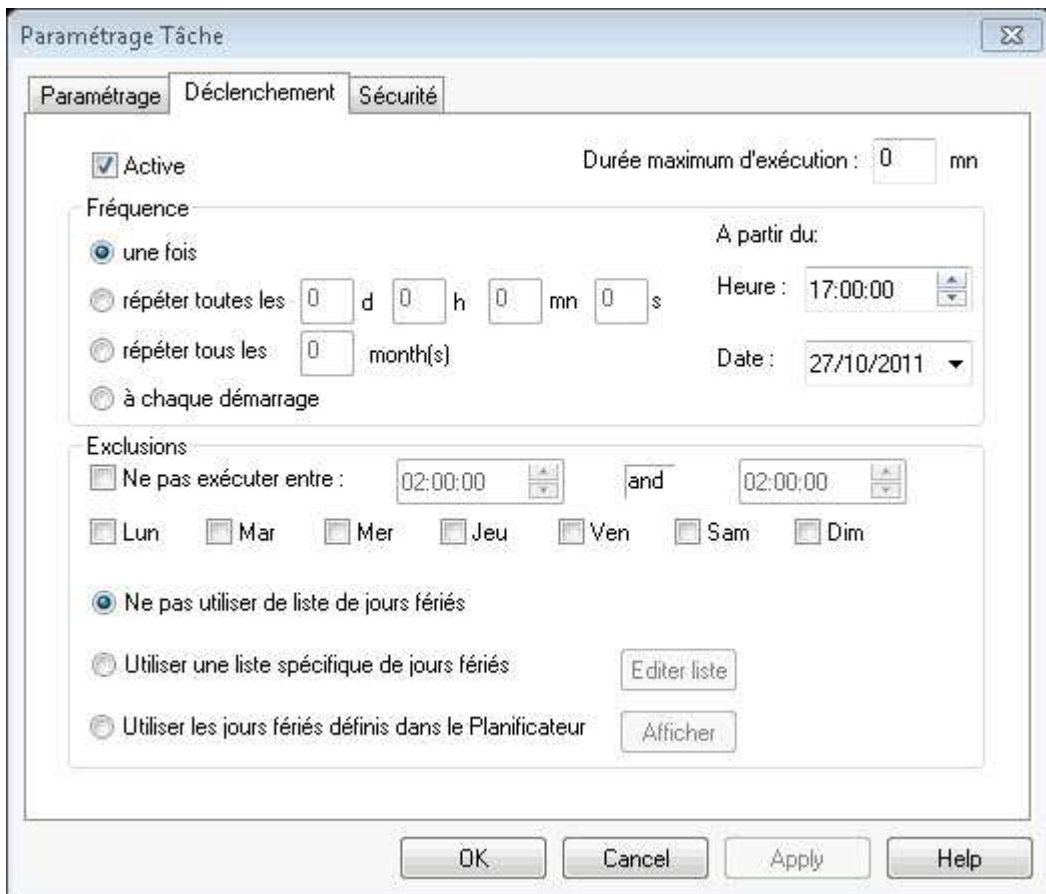 Paramétrage Tâche
Paramétrage Déclenchement Sécurité
Active Durée maximum d'exécution : 0 mn
Fréquence
A partir du:
une fois
répéter toutes les 0 d 0 h 0 mn 0 s Heure : 17:00:00
répéter tous les 0 month(s) Date : 27/10/2011
à chaque démarrage
Exclusions
Ne pas exécuter entre : 02:00:00 and 02:00:00
Lun Mar Mer Jeu Ven Sam Dim
Ne pas utiliser de liste de jours fériés
Utiliser une liste spécifique de jours fériés Editer liste
Utiliser les jours fériés définis dans le Planificateur Afficher
OK Cancel Apply Help